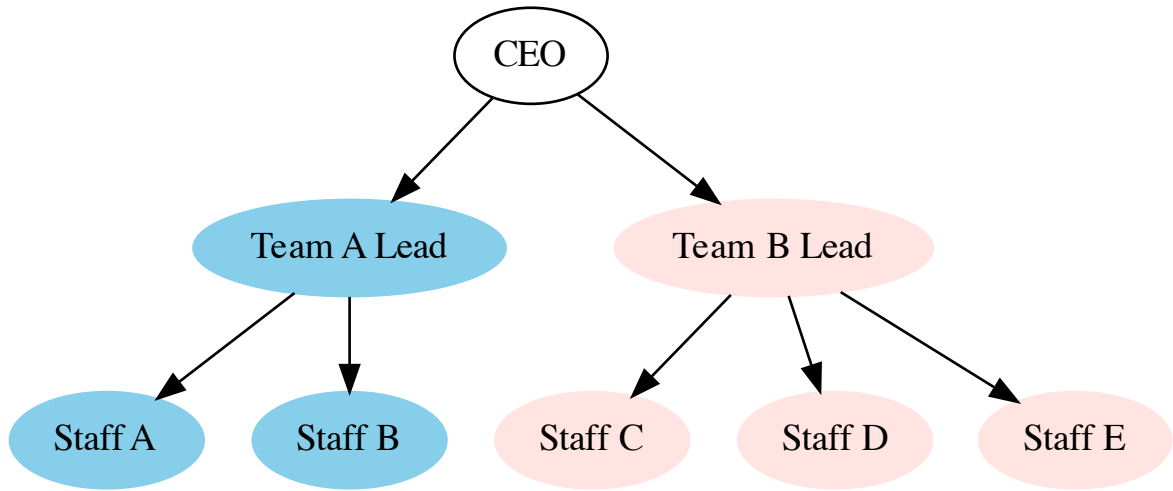 CEO
Team A Lead
Team B Lead
Staff A
Staff B
Staff C
Staff D
Staff E